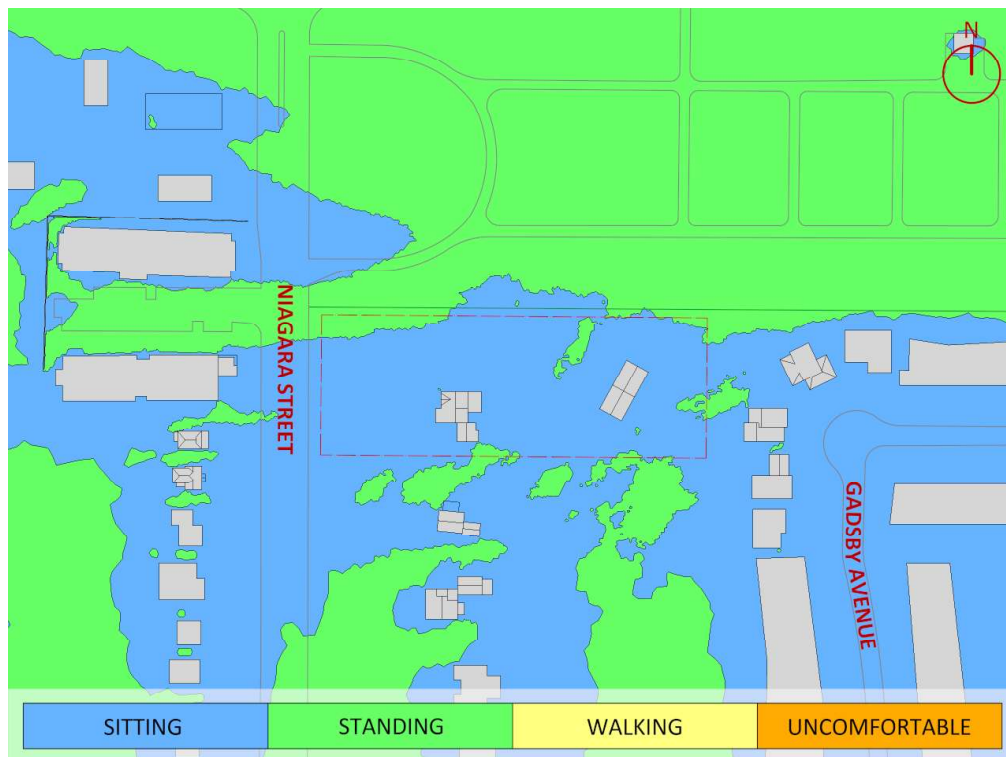 N
NIAGARA STREET
GADSBY AVENUE
SITTING
STANDING
WALKING
UNCOMFORTABLE